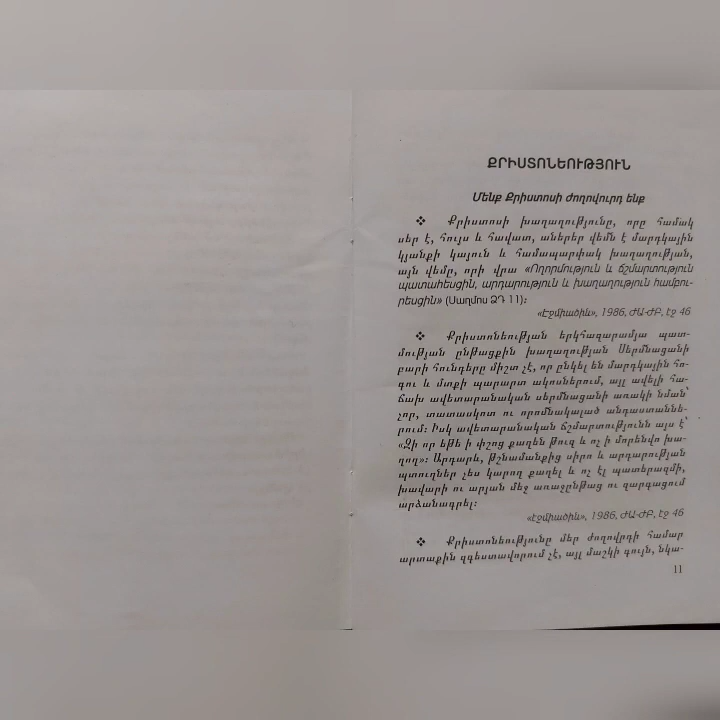 ՔՐԻՍՏՈՆԵՈՒԹՅՈՒՆ
Մենք Քրիստոսի ժողովուրդ ենք
❖ Քրիստոսի խաղաղությունը, որը համակ
սեր է, հույս և հավատ, աներեր վեմն է մարդկային
կյանքի կայուն և համապարփակ խաղաղության,
այն վեմը, որի վրա «Ողորմություն և ճշմարտություն
պատահեսցին, արդարություն և խաղաղություն համբու-
րեսցին» (Սաղմոս ՁԴ 11)։
«Էջմիածին», 1986, ԺԱ-ԺԲ, էջ 46
❖ Քրիստոնեության երկհազարամյա պատ-
մության ընթացքին խաղաղության Սերմնացանի
բարի հունդերը միշտ չէ, որ ընկել են մարդկային հո-
գու և մտքի պարարտ ակոսներում, այլ ավելի հա-
ճախ ավետարանական սերմնացանի առակի նման՝
չոր, տատասկոտ ու որոմնակալած անդաստաննե-
րում։ Իսկ ավետարանական ճշմարտությունն այս է՝
«Զի որ եթե ի փշոց քաղեն թուզ և ոչ ի մորենվո խա-
ղող»։ Արդարև, թշնամանքից սիրո և արդարության
պտուղներ չես կարող քաղել և ոչ էլ պատերազմի,
խավարի ու արյան մեջ առաջընթաց ու զարգացում
արձանագրել։
«Էջմիածին», 1986, ԺԱ-ԺԲ, էջ 46
❖ Քրիստոնեությունը մեր ժողովրդի համար
արտաքին զգեստավորում չէ, այլ մաշկի գույն, նկա-
11